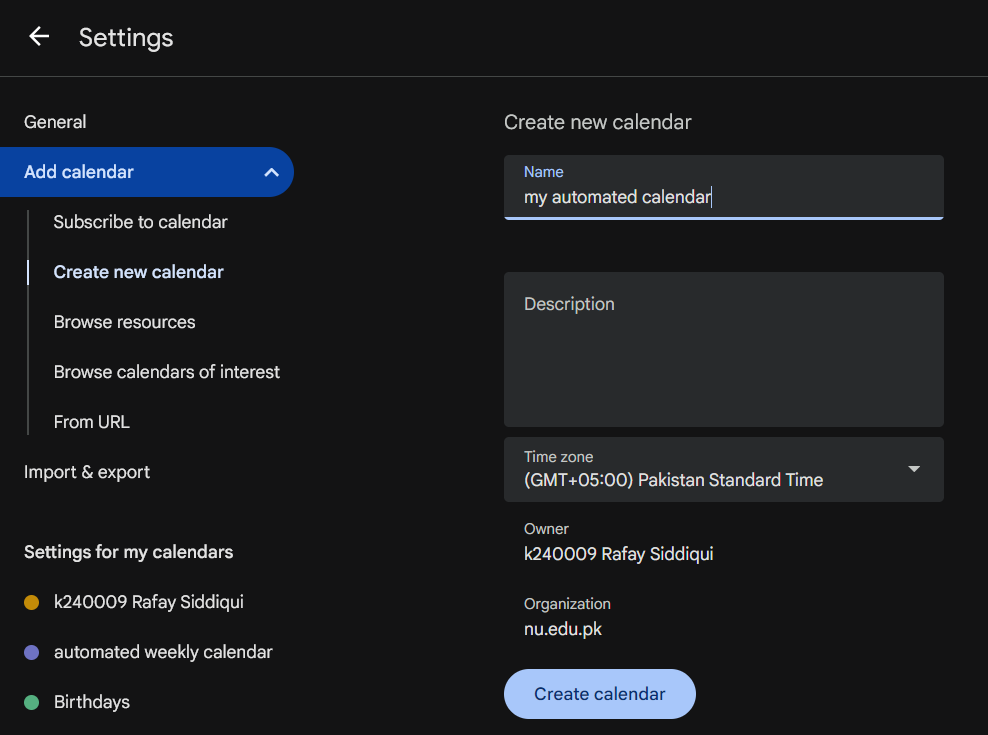 Settings
General
Add calendar
Subscribe to calendar
Create new calendar
Browse resources
Browse calendars of interest
From URL
Import & export
Settings for my calendars
k240009 Rafay Siddiqui
automated weekly calendar
Birthdays
Create new calendar
Name
my automated calendar
Description
Time zone
(GMT+05:00) Pakistan Standard Time
Owner
k240009 Rafay Siddiqui
Organization
nu.edu.pk
Create calendar